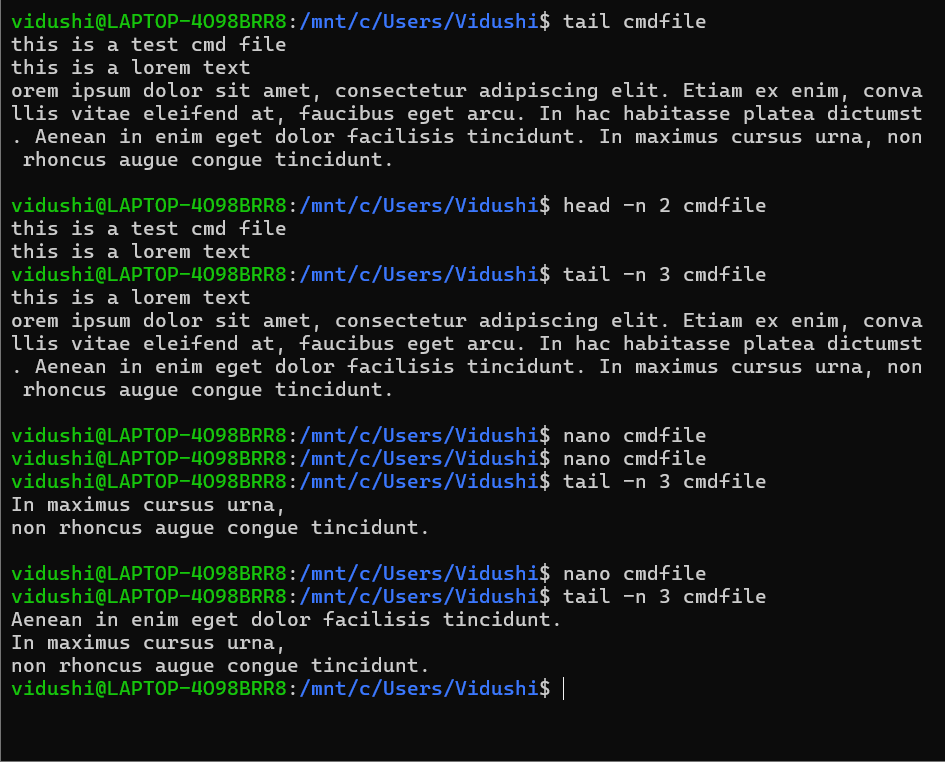 vidushi@LAPTOP-4O98BRR8:/mnt/c/Users/Vidushi$ tail cmdfile
this is a test cmd file
this is a lorem text
orem ipsum dolor sit amet, consectetur adipiscing elit. Etiam ex enim, conva
llis vitae eleifend at, faucibus eget arcu. In hac habitasse platea dictumst
. Aenean in enim eget dolor facilisis tincidunt. In maximus cursus urna, non
 rhoncus augue congue tincidunt.

vidushi@LAPTOP-4O98BRR8:/mnt/c/Users/Vidushi$ head -n 2 cmdfile
this is a test cmd file
this is a lorem text
vidushi@LAPTOP-4O98BRR8:/mnt/c/Users/Vidushi$ tail -n 3 cmdfile
this is a lorem text
orem ipsum dolor sit amet, consectetur adipiscing elit. Etiam ex enim, conva
llis vitae eleifend at, faucibus eget arcu. In hac habitasse platea dictumst
. Aenean in enim eget dolor facilisis tincidunt. In maximus cursus urna, non
 rhoncus augue congue tincidunt.

vidushi@LAPTOP-4O98BRR8:/mnt/c/Users/Vidushi$ nano cmdfile
vidushi@LAPTOP-4O98BRR8:/mnt/c/Users/Vidushi$ nano cmdfile
vidushi@LAPTOP-4O98BRR8:/mnt/c/Users/Vidushi$ tail -n 3 cmdfile
In maximus cursus urna,
non rhoncus augue congue tincidunt.

vidushi@LAPTOP-4O98BRR8:/mnt/c/Users/Vidushi$ nano cmdfile
vidushi@LAPTOP-4O98BRR8:/mnt/c/Users/Vidushi$ tail -n 3 cmdfile
Aenean in enim eget dolor facilisis tincidunt.
In maximus cursus urna,
non rhoncus augue congue tincidunt.
vidushi@LAPTOP-4O98BRR8:/mnt/c/Users/Vidushi$